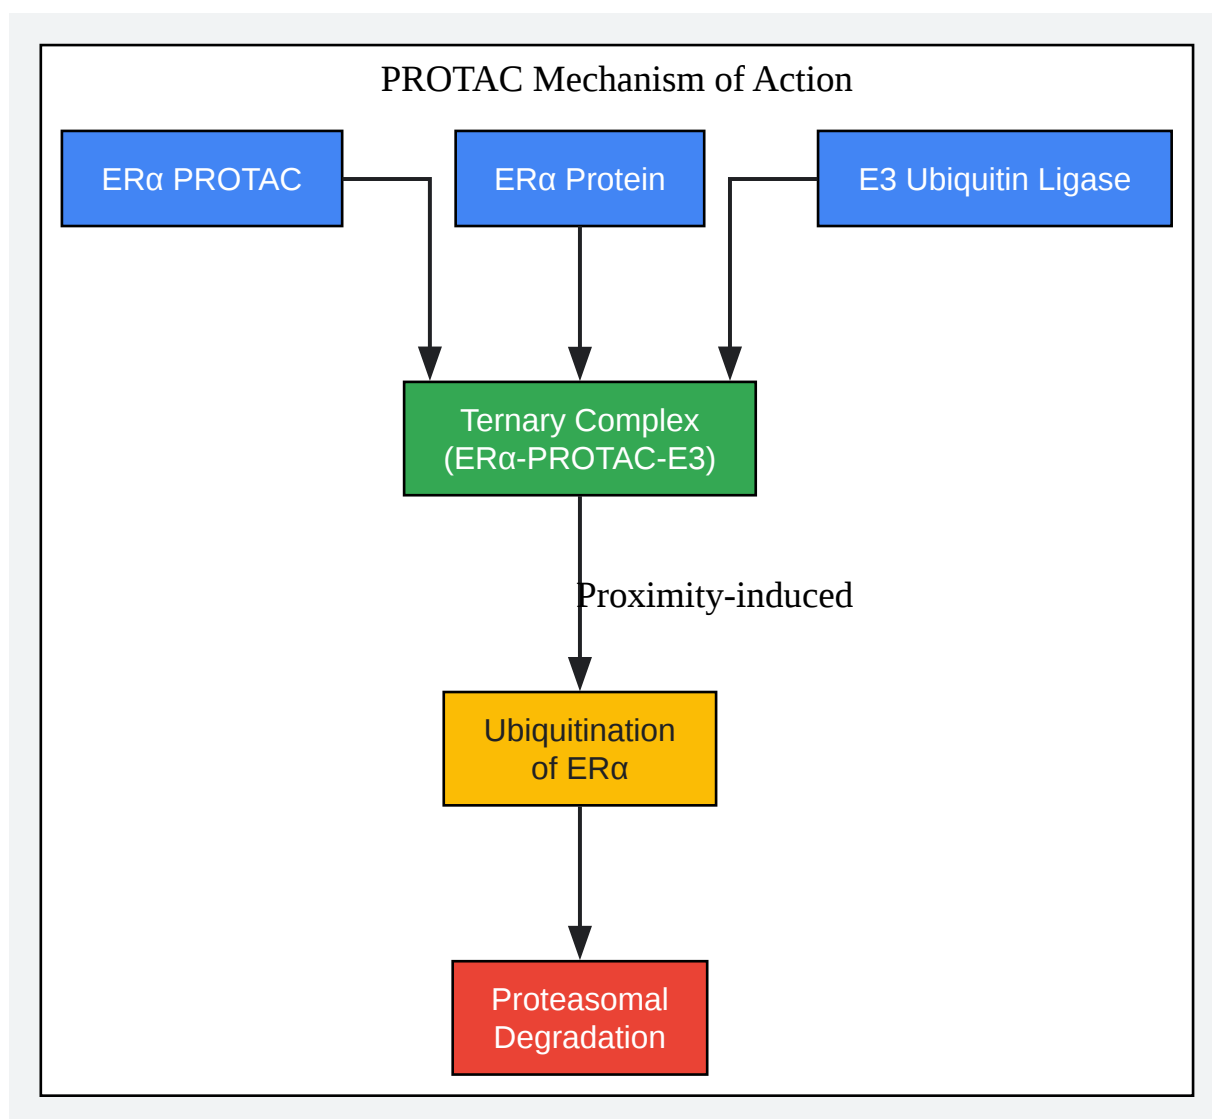 PROTAC Mechanism of Action
ERα PROTAC
ERα Protein
E3 Ubiquitin Ligase
Ternary Complex
(ERα-PROTAC-E3)
Proximity-induced
Ubiquitination
of ERα
Proteasomal
Degradation